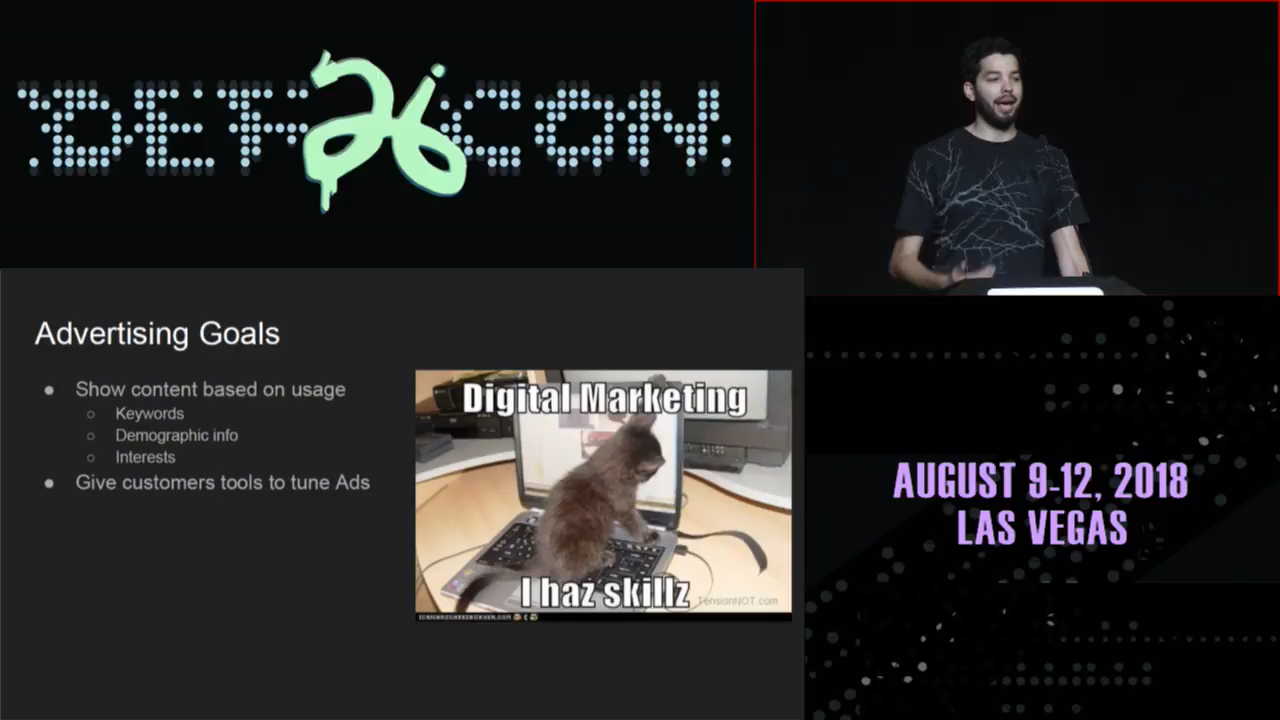 DEF 26 CON
Advertising Goals
Show content based on usage
Keywords
Demographic info
Interests
Give customers tools to tune Ads
Digital Marketing
I haz skillz
TensionNOT.com
AUGUST 9-12, 2018
LAS VEGAS